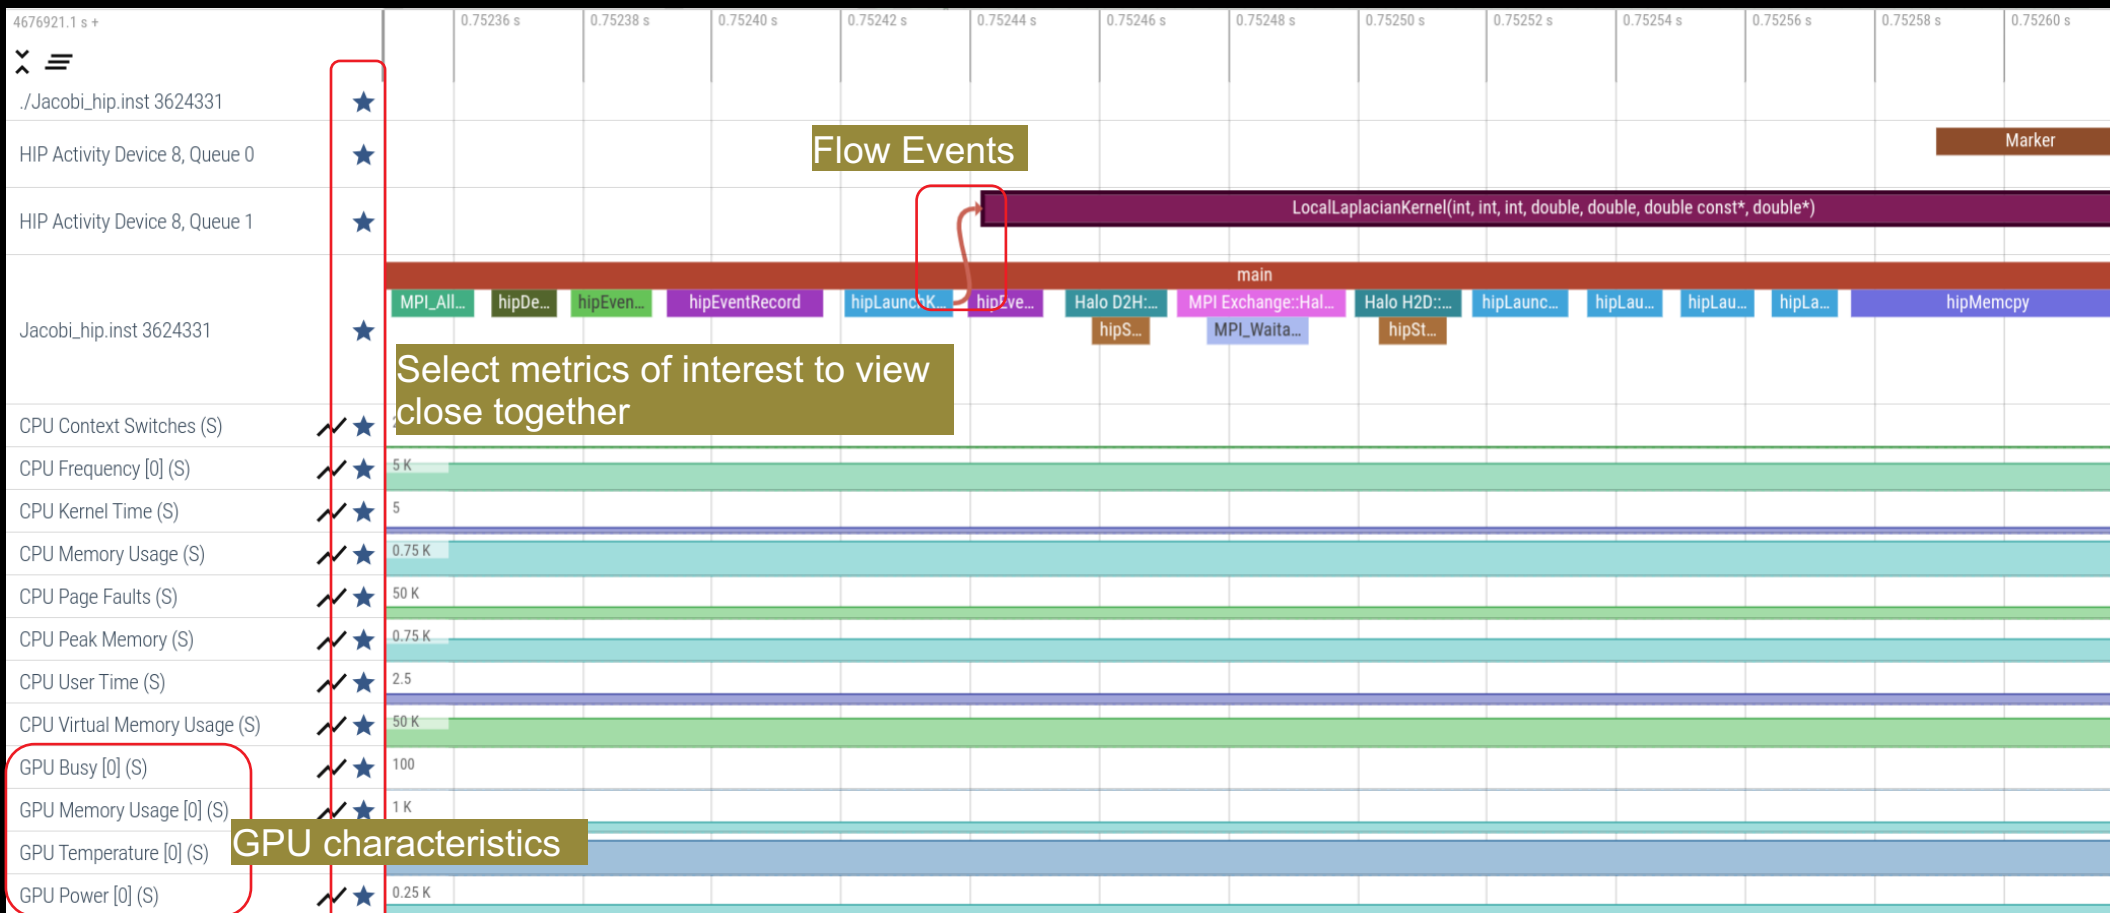 4676921.1 s +
0.75236 s
0.75238 s
0.75240 s
0.75242 s
0.75244 s
0.75246 s
0.75248 s
0.75250 s
0.75252 s
0.75254 s
0.75256 s
0.75258 s
0.75260 s
./Jacobi_hip.inst 3624331
Flow Events
HIP Activity Device 8, Queue 0
Marker
HIP Activity Device 8, Queue 1
LocalLaplacianKernel(int, int, int, double, double, double const*, double*)
main
MPI_All...
hipDe...
hipEven...
hipEventRecord
hipLaunchK...
hipEve...
Halo D2H:...
MPI Exchange::Hal...
Halo H2D::...
hipLaunc...
hipLau...
hipLau...
hipLa...
hipMemcpy
Jacobi_hip.inst 3624331
hipS...
MPI_Waita...
hipSt...
Select metrics of interest to view
close together
CPU Context Switches (S)
CPU Frequency [0] (S)
5 K
CPU Kernel Time (S)
5
CPU Memory Usage (S)
0.75 K
CPU Page Faults (S)
50 K
CPU Peak Memory (S)
0.75 K
CPU User Time (S)
2.5
CPU Virtual Memory Usage (S)
50 K
GPU Busy [0] (S)
100
GPU Memory Usage [0] (S)
1 K
GPU Temperature [0] (S)
GPU characteristics
GPU Power [0] (S)
0.25 K